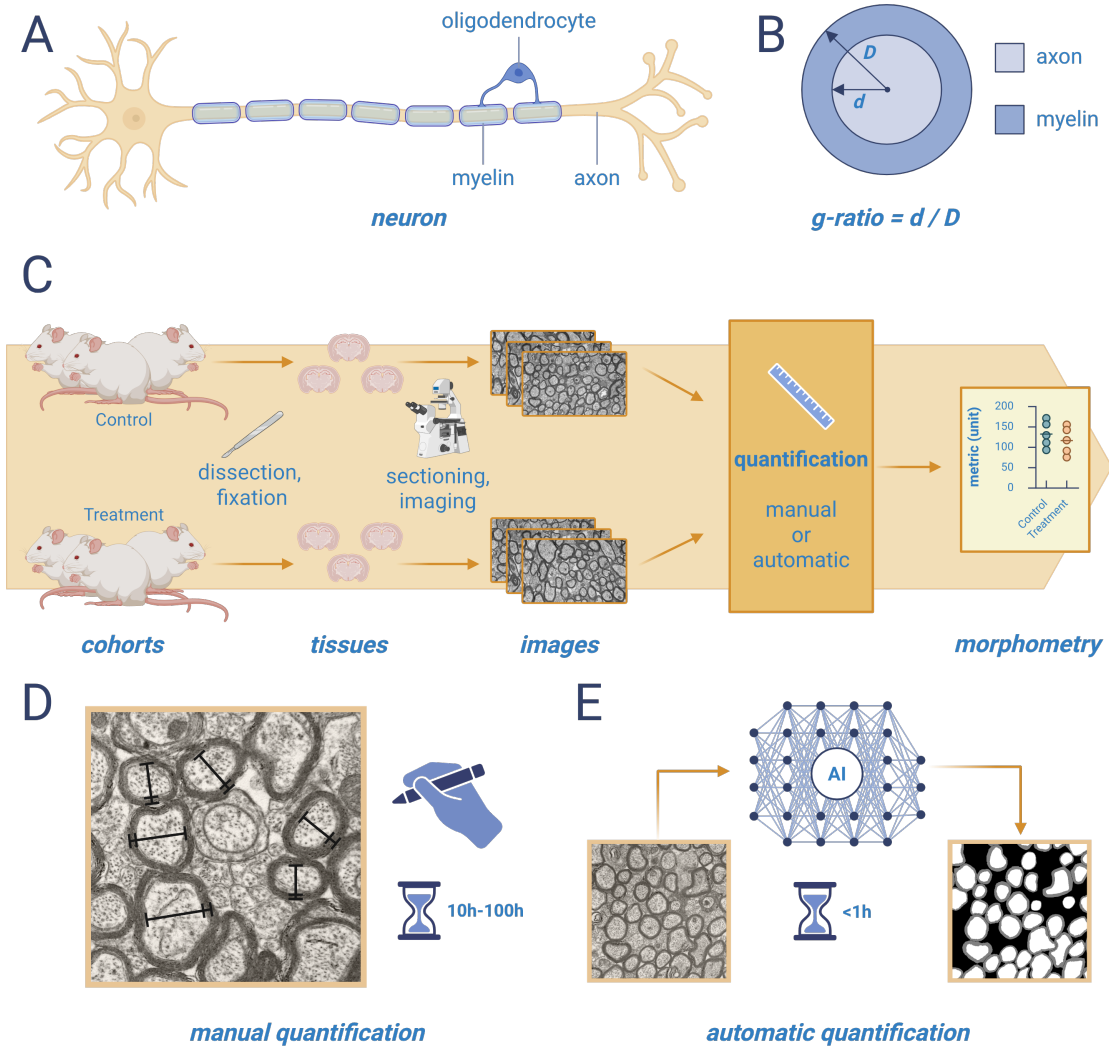 A
oligodendrocyte
myelin
axon
neuron
B
D
d
axon
myelin
g-ratio = d / D
C
Control
Treatment
dissection,
fixation
sectioning,
imaging
quantification
manual
or
automatic
metric (unit)
200
150
100
50
0
Control
Treatment
cohorts
tissues
images
morphometry
D
10h-100h
manual quantification
E
AI
<1h
automatic quantification